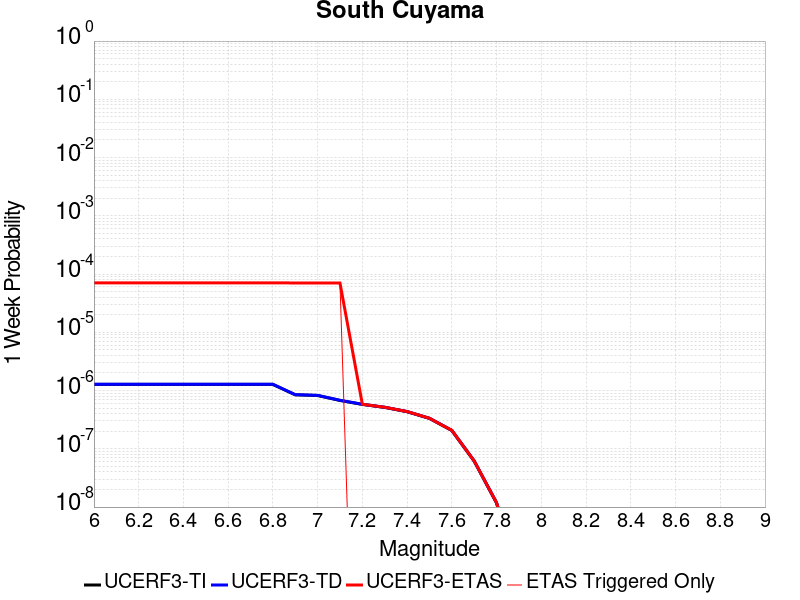 South Cuyama
10^0
10^-1
10^-2
10^-3
10^-4
10^-5
10^-6
10^-7
10^-8
1 Week Probability
6 6.2 6.4 6.6 6.8 7 7.2 7.4 7.6 7.8 8 8.2 8.4 8.6 8.8 9
Magnitude
UCERF3-TI UCERF3-TD UCERF3-ETAS ETAS Triggered Only